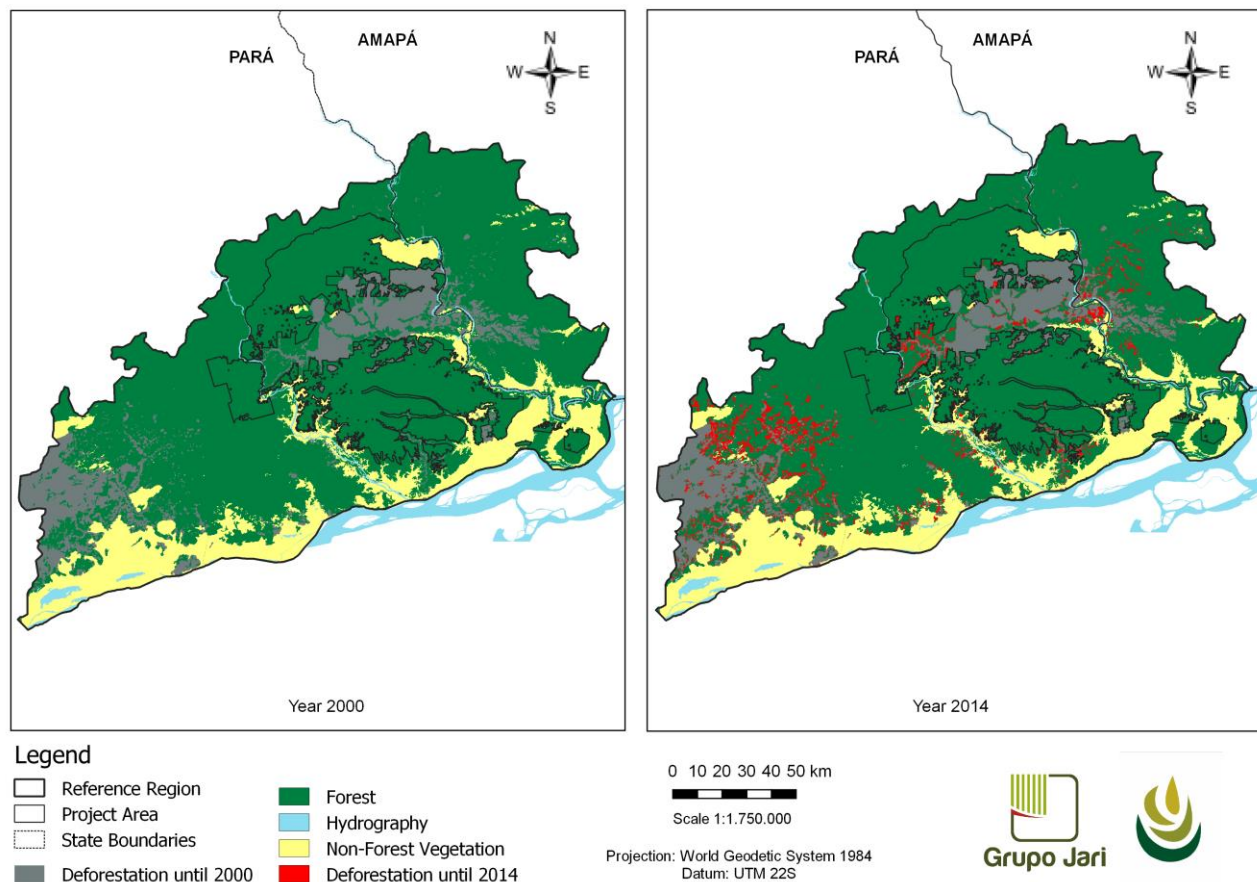 PARÁ
AMAPÁ
N
W E
S
Year 2000
PARÁ
AMAPÁ
N
W E
S
Year 2014
Legend
Reference Region
Project Area
State Boundaries
Deforestation until 2000
Forest
Hydrography
Non-Forest Vegetation
Deforestation until 2014
0 10 20 30 40 50 km
Scale 1:1.750.000
Projection: World Geodetic System 1984
Datum: UTM 22S
Grupo Jari